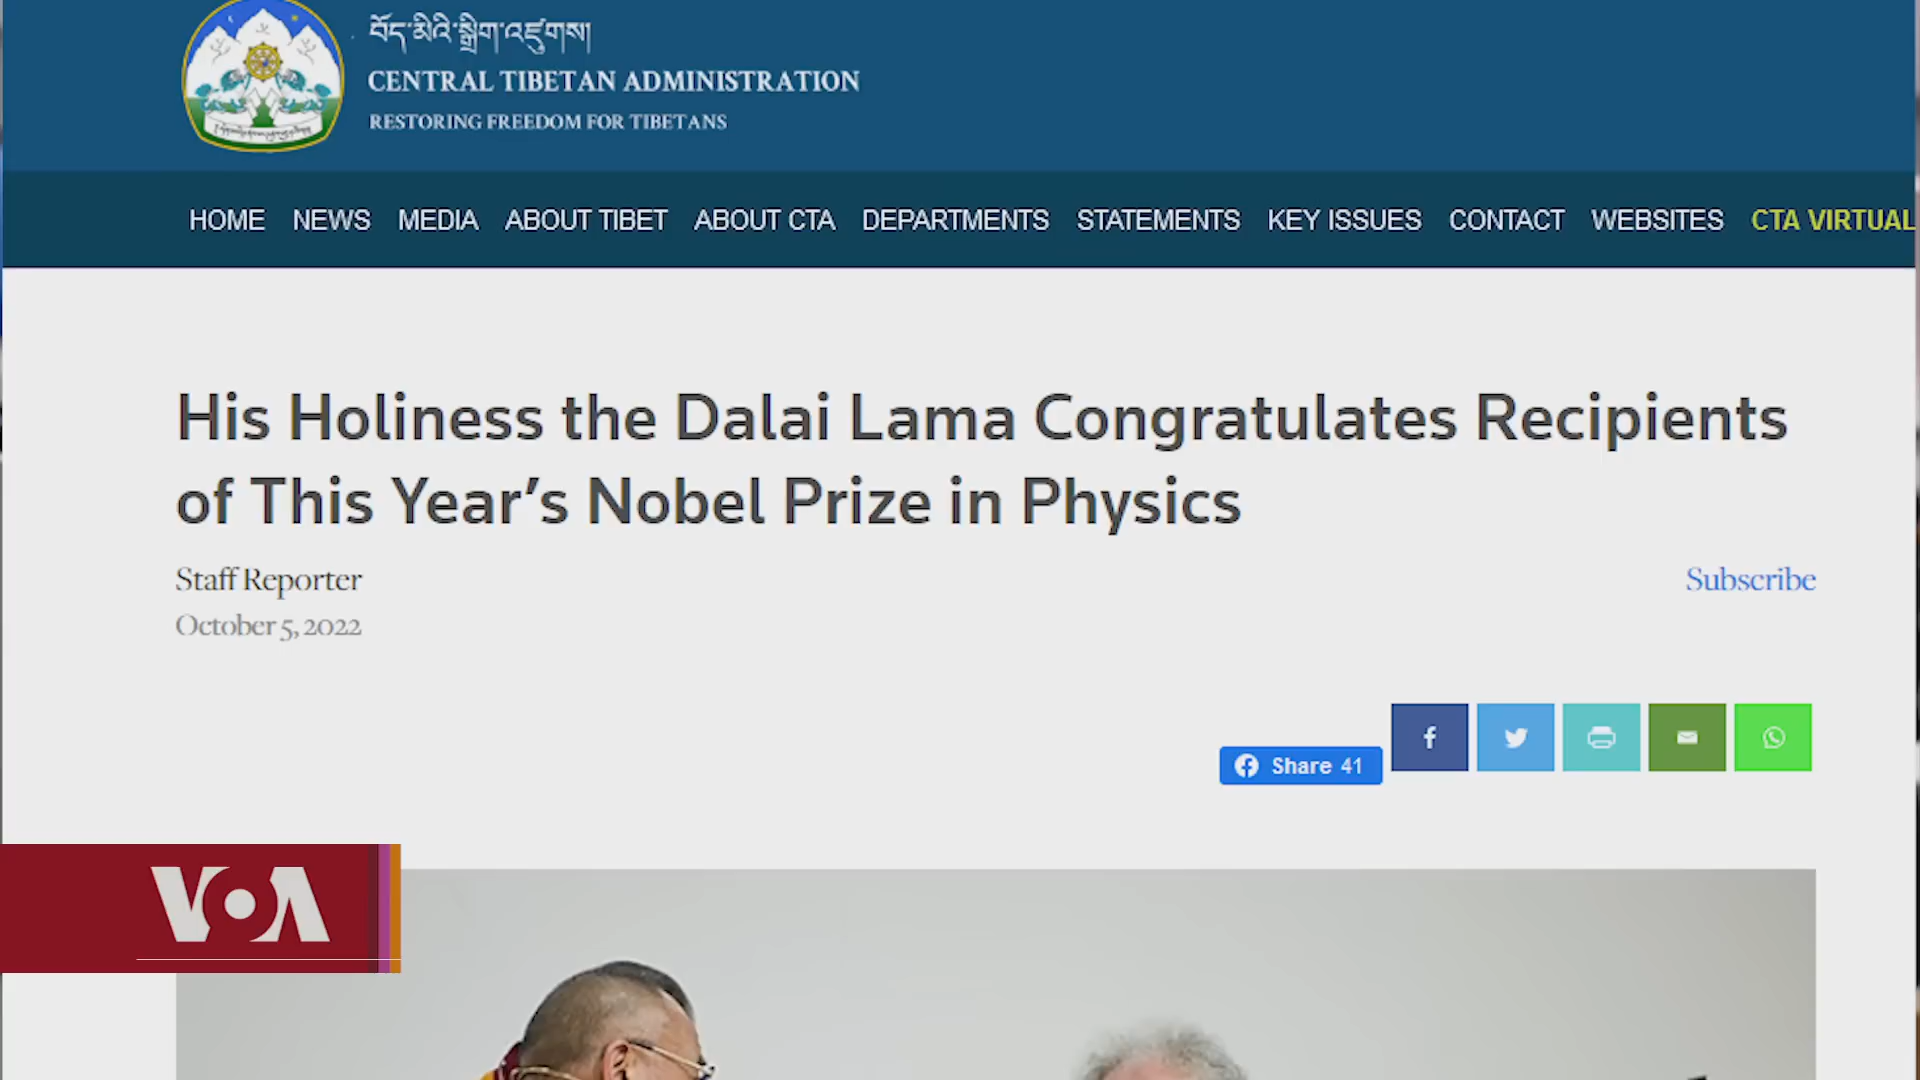 བོད་མིའི་སྒྲིག་འཛུགས།
CENTRAL TIBETAN ADMINISTRATION
RESTORING FREEDOM FOR TIBETANS
HOME NEWS MEDIA ABOUT TIBET ABOUT CTA DEPARTMENTS STATEMENTS KEY ISSUES CONTACT WEBSITES CTA VIRTUAL
His Holiness the Dalai Lama Congratulates Recipients
of This Year’s Nobel Prize in Physics
Staff Reporter
Subscribe
October 5, 2022
Share 41
VOA